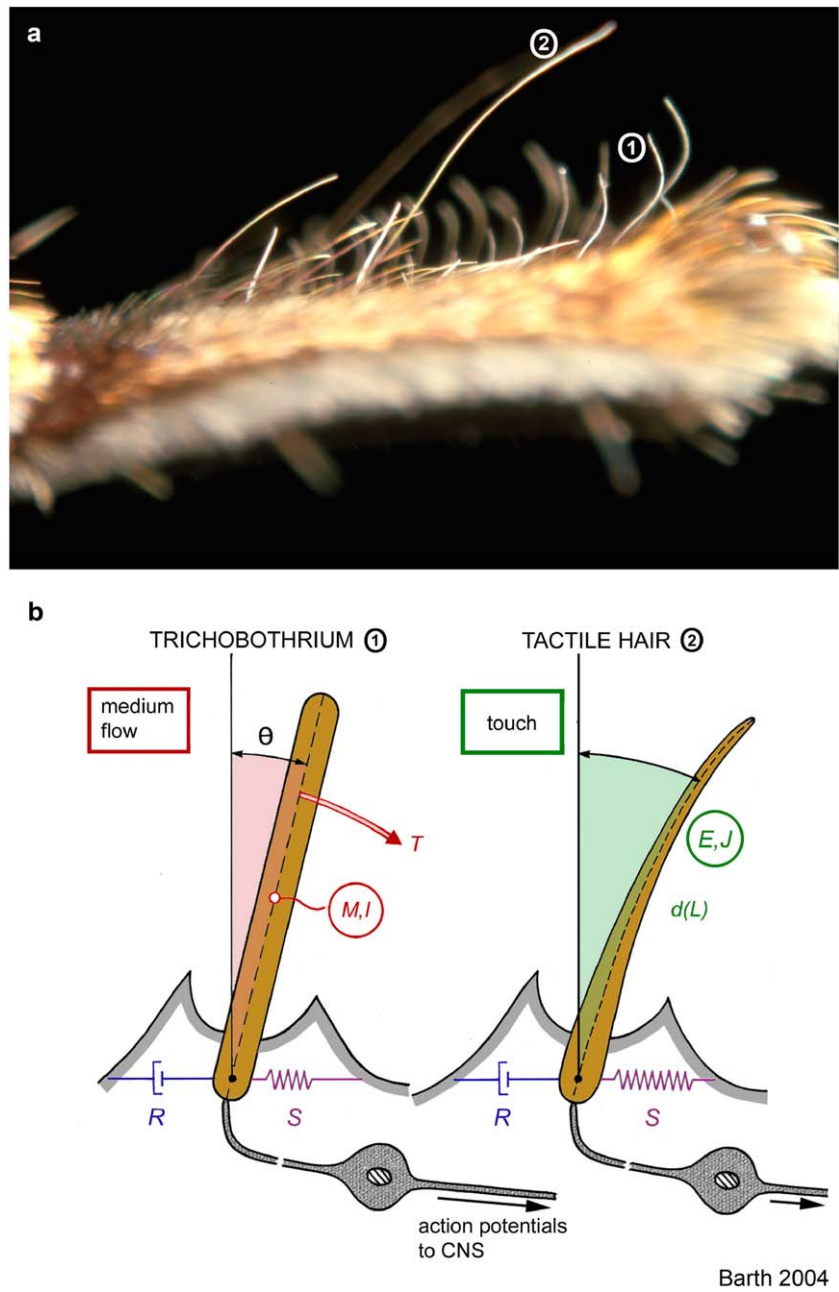 a
②
①
b
TRICHOBOTHRIUM ①
TACTILE HAIR ②
medium
flow
θ
touch
T
M,I
E,J
d(L)
R
S
R
S
action potentials
to CNS
Barth 2004